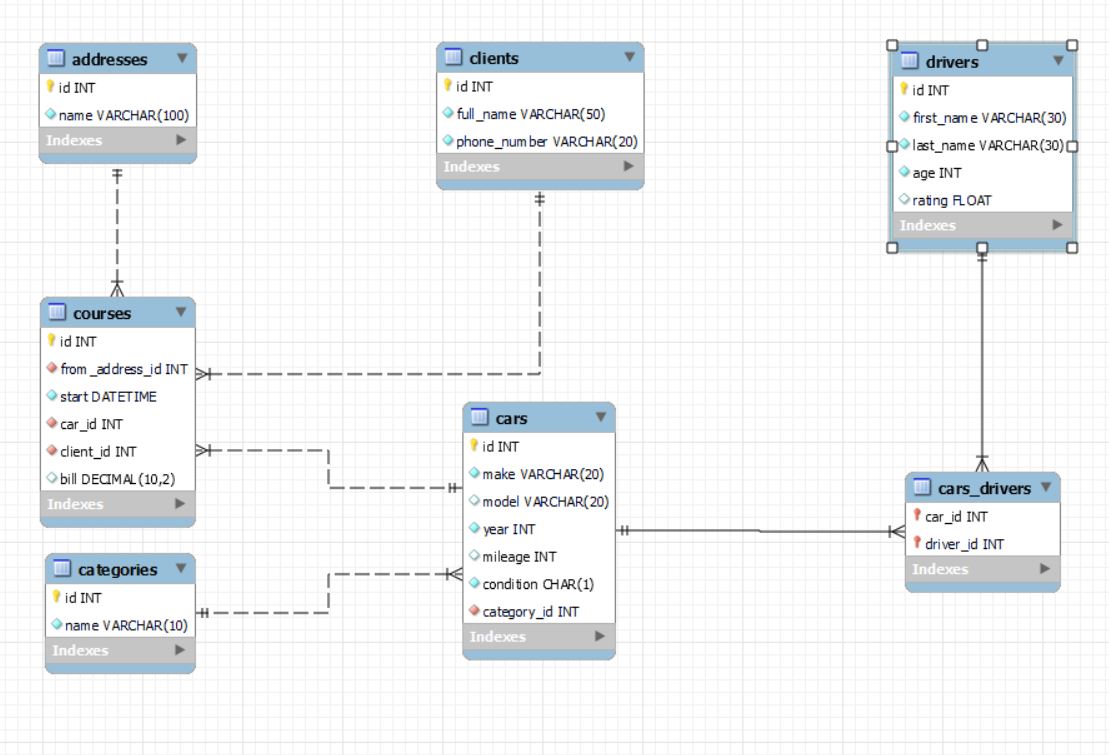 addresses
id INT
name VARCHAR(100)
Indexes
clients
id INT
full_name VARCHAR(50)
phone_number VARCHAR(20)
Indexes
drivers
id INT
first_name VARCHAR(30)
last_name VARCHAR(30)
age INT
rating FLOAT
Indexes
courses
id INT
from_address_id INT
start DATETIME
car_id INT
client_id INT
bill DECIMAL(10,2)
Indexes
cars
id INT
make VARCHAR(20)
model VARCHAR(20)
year INT
mileage INT
condition CHAR(1)
category_id INT
Indexes
cars_drivers
car_id INT
driver_id INT
Indexes
categories
id INT
name VARCHAR(10)
Indexes